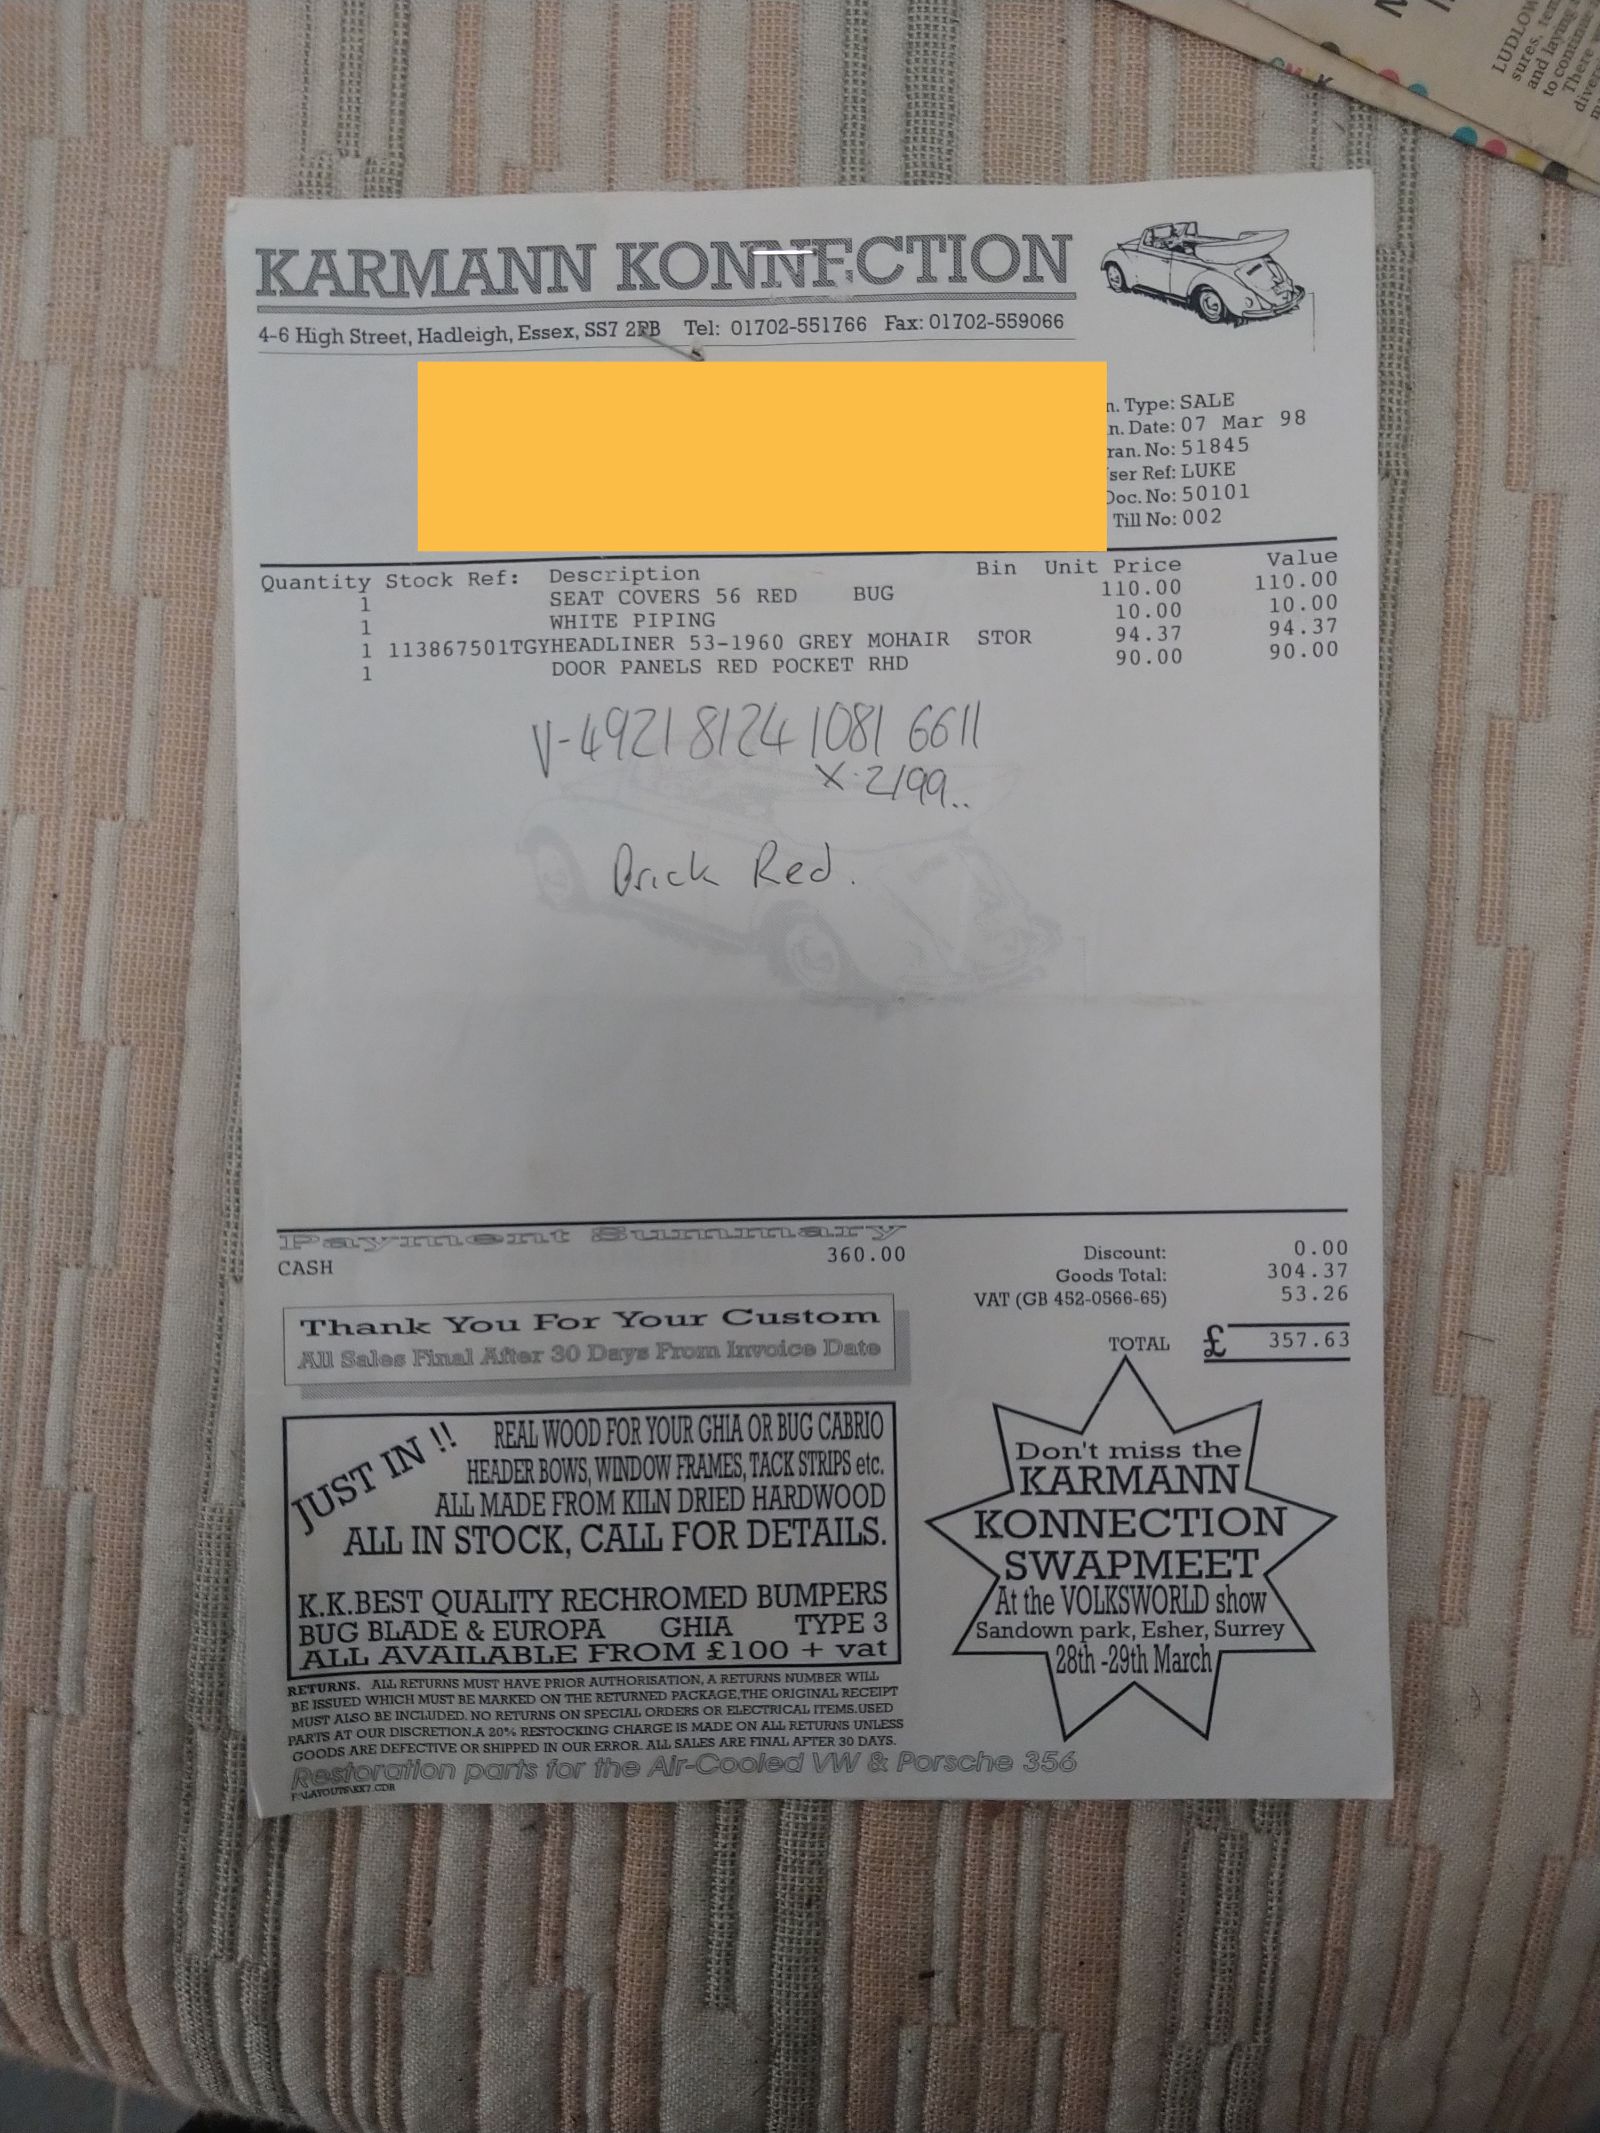 KARMANN KONNECTION
4-6 High Street, Hadleigh, Essex, SS7 2PB Tel: 01702-551766 Fax: 01702-559066
n. Type: SALE
n. Date: 07 Mar 98
ran. No: 51845
ser Ref: LUKE
Doc. No: 50101
Till No: 002
Quantity Stock Ref: Description Bin Unit Price Value
1 SEAT COVERS 56 RED BUG 110.00 110.00
1 WHITE PIPING 10.00 10.00
1 113867501TGYHEADLINER 53-1960 GREY MOHAIR STOR 94.37 94.37
1 DOOR PANELS RED POCKET RHD 90.00 90.00
V-4921 8124 1081 6611
X-2/99..
Brick Red.
Payment Summary
CASH 360.00
Discount: 0.00
Goods Total: 304.37
VAT (GB 452-0566-65) 53.26
TOTAL £ 357.63
Thank You For Your Custom
All Sales Final After 30 Days From Invoice Date
JUST IN !!
REAL WOOD FOR YOUR GHIA OR BUG CABRIO
HEADER BOWS, WINDOW FRAMES, TACK STRIPS etc.
ALL MADE FROM KILN DRIED HARDWOOD
ALL IN STOCK, CALL FOR DETAILS.
K.K.BEST QUALITY RECHROMED BUMPERS
BUG BLADE & EUROPA GHIA TYPE 3
ALL AVAILABLE FROM £100 + vat
Don't miss the
KARMANN
KONNECTION
SWAPMEET
At the VOLKSWORLD show
Sandown park, Esher, Surrey
28th -29th March
RETURNS. ALL RETURNS MUST HAVE PRIOR AUTHORISATION, A RETURNS NUMBER WILL
BE ISSUED WHICH MUST BE MARKED ON THE RETURNED PACKAGE,THE ORIGINAL RECEIPT
MUST ALSO BE INCLUDED. NO RETURNS ON SPECIAL ORDERS OR ELECTRICAL ITEMS.USED
PARTS AT OUR DISCRETION.A 20% RESTOCKING CHARGE IS MADE ON ALL RETURNS UNLESS
GOODS ARE DEFECTIVE OR SHIPPED IN OUR ERROR. ALL SALES ARE FINAL AFTER 30 DAYS.
Restoration parts for the Air-Cooled VW & Porsche 356
F:\LAYOUTS\KK7.CDR
LUDLOW
sures, ten
and laying
to continue
There
dive